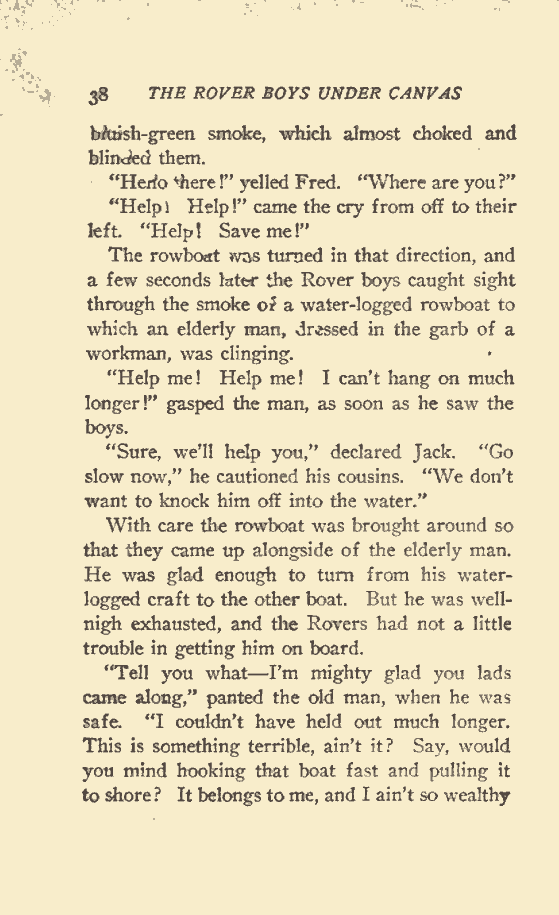 38 THE ROVER BOYS UNDER CANVAS
bluish-green smoke, which almost choked and
blinded them.
“Hello there!” yelled Fred. “Where are you?”
“Help! Help!” came the cry from off to their
left. “Help! Save me!”
The rowboat was turned in that direction, and
a few seconds later the Rover boys caught sight
through the smoke of a water-logged rowboat to
which an elderly man, dressed in the garb of a
workman, was clinging.
“Help me! Help me! I can't hang on much
longer!” gasped the man, as soon as he saw the
boys.
“Sure, we'll help you,” declared Jack. “Go
slow now,” he cautioned his cousins. “We don't
want to knock him off into the water.”
With care the rowboat was brought around so
that they came up alongside of the elderly man.
He was glad enough to turn from his water-
logged craft to the other boat. But he was well-
nigh exhausted, and the Rovers had not a little
trouble in getting him on board.
“Tell you what—I'm mighty glad you lads
came along,” panted the old man, when he was
safe. “I couldn't have held out much longer.
This is something terrible, ain't it? Say, would
you mind hooking that boat fast and pulling it
to shore? It belongs to me, and I ain't so wealthy